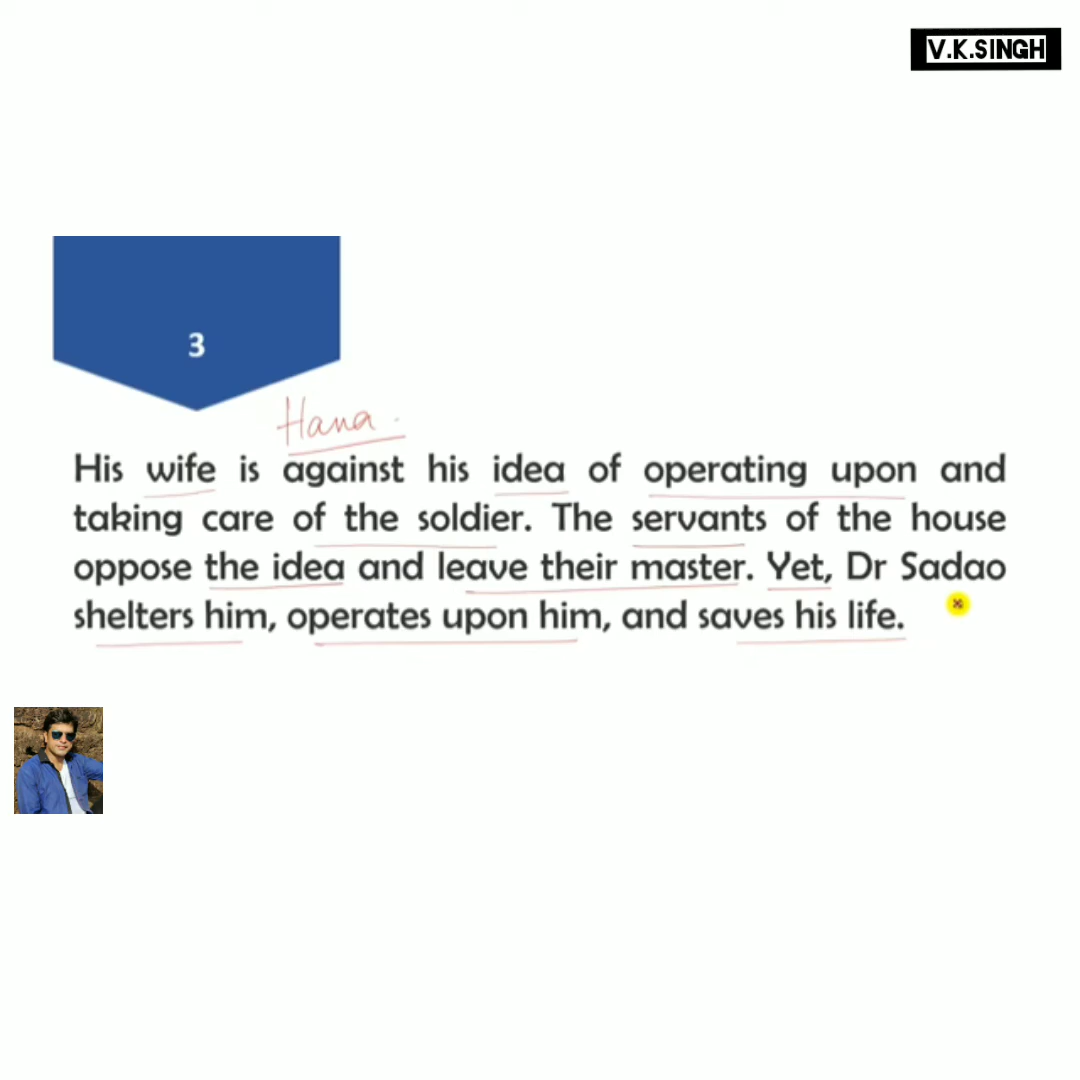 V.K.SINGH
3
Hana.
His wife is against his idea of operating upon and
taking care of the soldier. The servants of the house
oppose the idea and leave their master. Yet, Dr Sadao
shelters him, operates upon him, and saves his life.